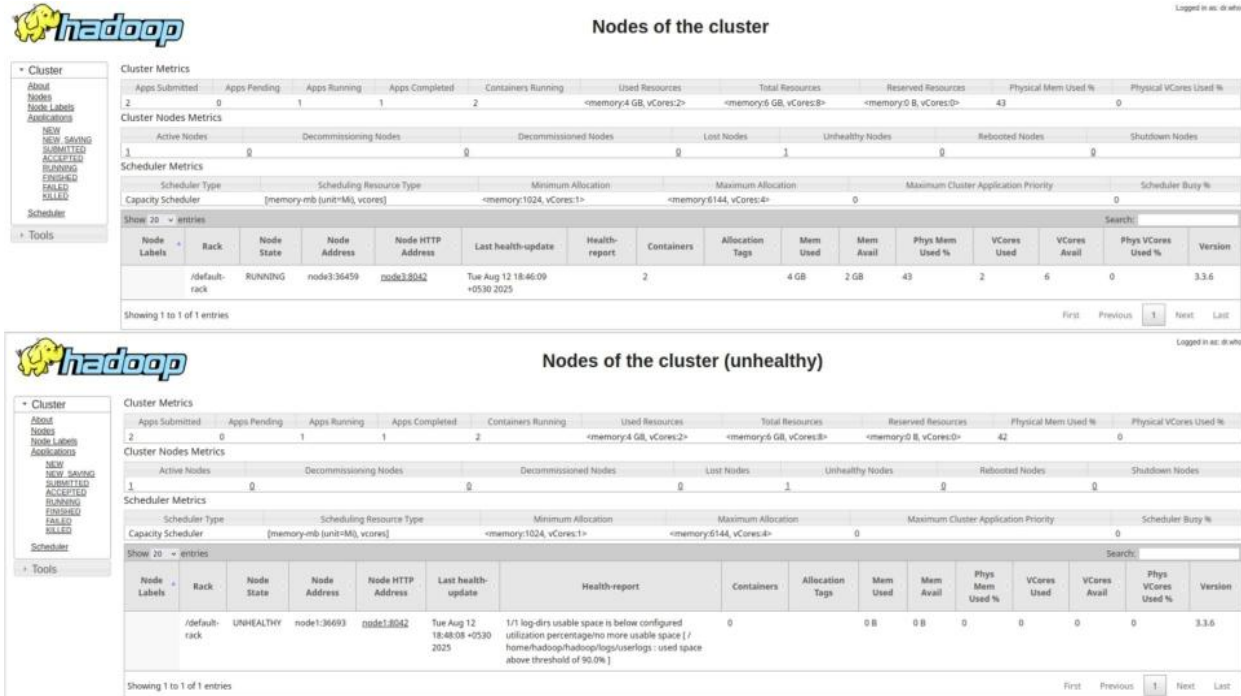 Logged in as: dr.who
hadoop
Nodes of the cluster
Cluster
About
Nodes
Node Labels
Applications
NEW
NEW_SAVING
SUBMITTED
ACCEPTED
RUNNING
FINISHED
FAILED
KILLED
Scheduler
Tools
Cluster Metrics
Apps Submitted Apps Pending Apps Running Apps Completed Containers Running Used Resources Total Resources Reserved Resources Physical Mem Used % Physical VCores Used %
2 0 1 1 2 <memory:4 GB, vCores:2> <memory:6 GB, vCores:8> <memory:0 B, vCores:0> 43 0
Cluster Nodes Metrics
Active Nodes Decommissioning Nodes Decommissioned Nodes Lost Nodes Unhealthy Nodes Rebooted Nodes Shutdown Nodes
1 0 0 0 1 0 0
Scheduler Metrics
Scheduler Type Scheduling Resource Type Minimum Allocation Maximum Allocation Maximum Cluster Application Priority Scheduler Busy %
Capacity Scheduler [memory-mb (unit=Mi), vcores] <memory:1024, vCores:1> <memory:6144, vCores:4> 0 0
Show 20 entries Search:
Node Labels Rack Node State Node Address Node HTTP Address Last health-update Health-report Containers Allocation Tags Mem Used Mem Avail Phys Mem Used % VCores Used VCores Avail Phys VCores Used % Version
/default-rack RUNNING node3:36459 node3:8042 Tue Aug 12 18:46:09 +0530 2025 2 4 GB 2 GB 43 2 6 0 3.3.6
Showing 1 to 1 of 1 entries First Previous 1 Next Last
Logged in as: dr.who
hadoop
Nodes of the cluster (unhealthy)
Cluster
About
Nodes
Node Labels
Applications
NEW
NEW_SAVING
SUBMITTED
ACCEPTED
RUNNING
FINISHED
FAILED
KILLED
Scheduler
Tools
Cluster Metrics
Apps Submitted Apps Pending Apps Running Apps Completed Containers Running Used Resources Total Resources Reserved Resources Physical Mem Used % Physical VCores Used %
2 0 1 1 2 <memory:4 GB, vCores:2> <memory:6 GB, vCores:8> <memory:0 B, vCores:0> 42 0
Cluster Nodes Metrics
Active Nodes Decommissioning Nodes Decommissioned Nodes Lost Nodes Unhealthy Nodes Rebooted Nodes Shutdown Nodes
1 0 0 0 1 0 0
Scheduler Metrics
Scheduler Type Scheduling Resource Type Minimum Allocation Maximum Allocation Maximum Cluster Application Priority Scheduler Busy %
Capacity Scheduler [memory-mb (unit=Mi), vcores] <memory:1024, vCores:1> <memory:6144, vCores:4> 0 0
Show 20 entries Search:
Node Labels Rack Node State Node Address Node HTTP Address Last health-update Health-report Containers Allocation Tags Mem Used Mem Avail Phys Mem Used % VCores Used VCores Avail Phys VCores Used % Version
/default-rack UNHEALTHY node1:36693 node1:8042 Tue Aug 12 18:48:08 +0530 2025 1/1 log-dirs usable space is below configured utilization percentage/no more usable space [ /home/hadoop/hadoop/logs/userlogs : used space above threshold of 90.0% ] 0 0 B 0 B 0 0 0 0 3.3.6
Showing 1 to 1 of 1 entries First Previous 1 Next Last